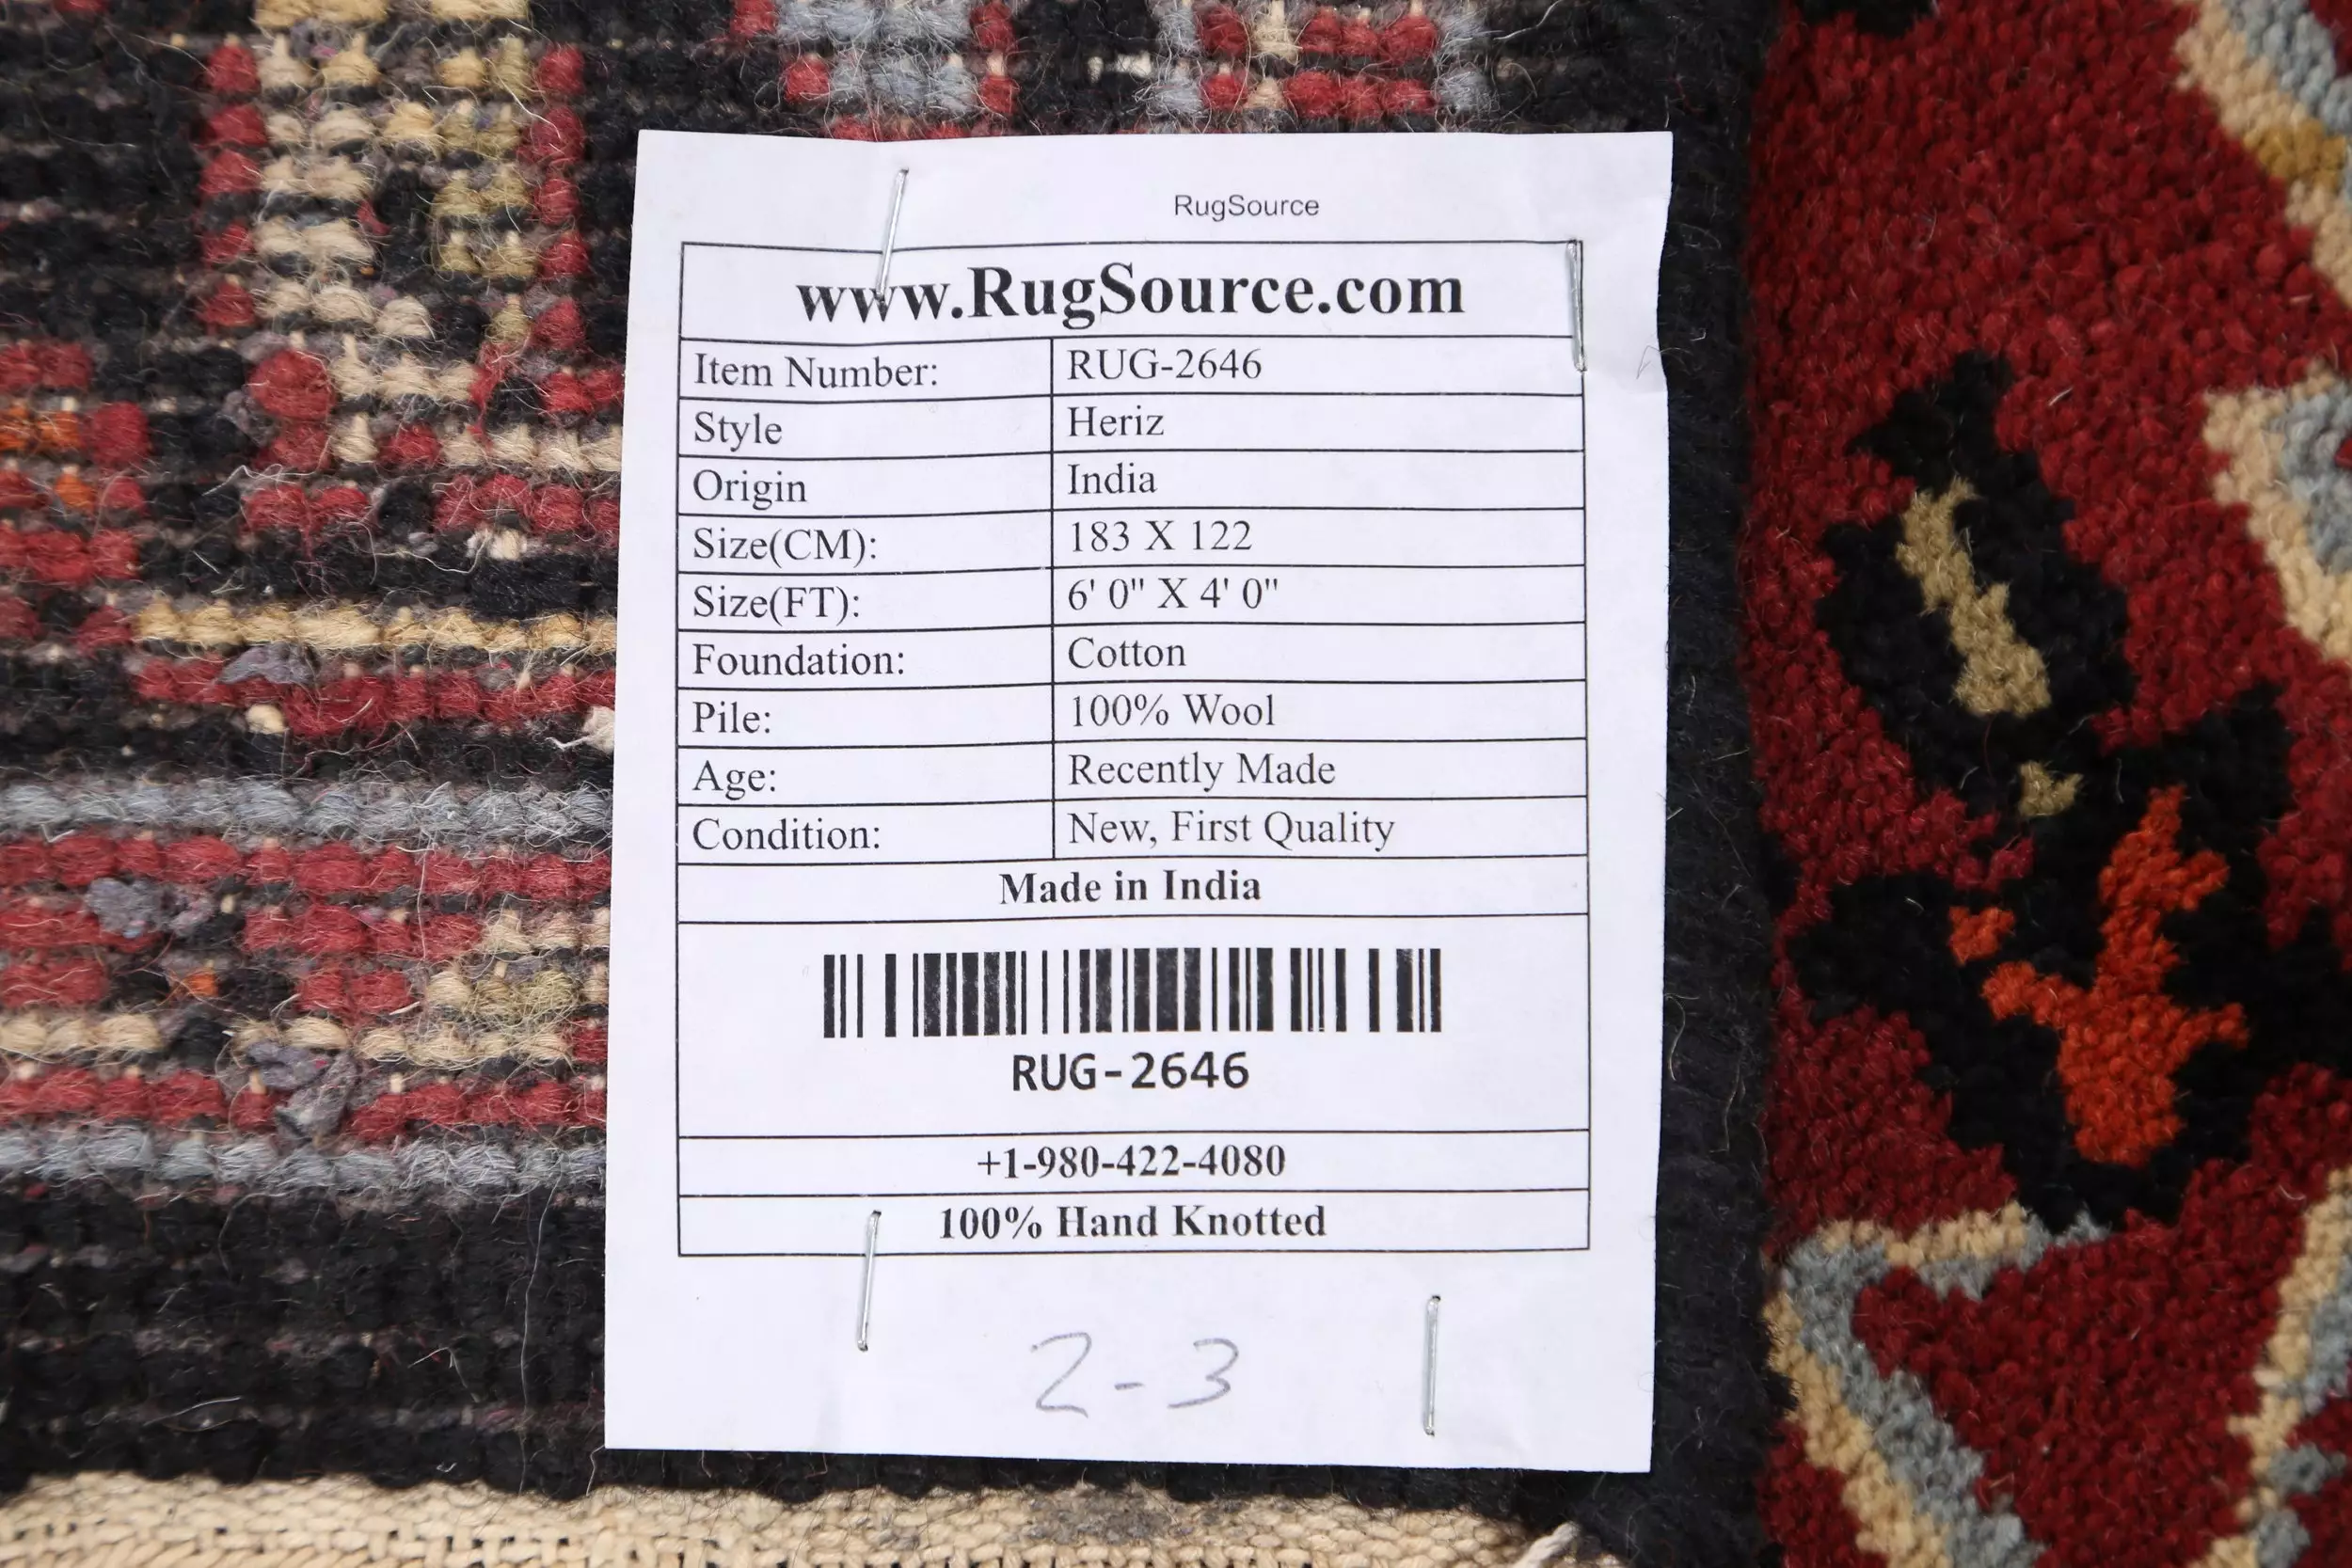 RugSource
www.RugSource.com
Item Number: RUG-2646
Style Heriz
Origin India
Size(CM): 183 X 122
Size(FT): 6' 0" X 4' 0"
Foundation: Cotton
Pile: 100% Wool
Age: Recently Made
Condition: New, First Quality
Made in India
RUG-2646
+1-980-422-4080
100% Hand Knotted
2-3